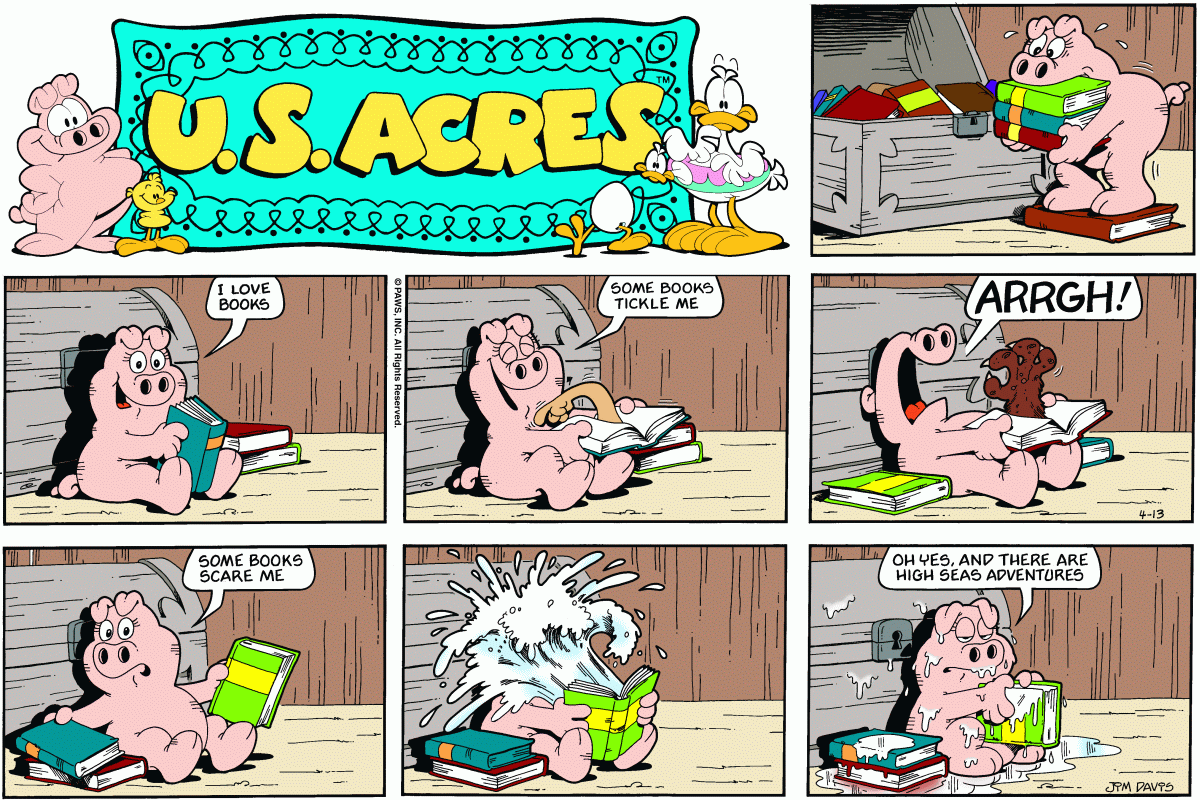 U.S. ACRES
TM
I LOVE
BOOKS
© PAWS, INC. All Rights Reserved.
SOME BOOKS
TICKLE ME
ARRGH!
4-13
SOME BOOKS
SCARE ME
OH YES, AND THERE ARE
HIGH SEAS ADVENTURES
JIM DAVIS